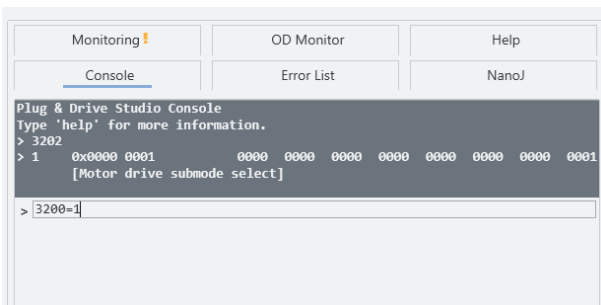 Monitoring! OD Monitor Help
Console Error List NanoJ
Plug & Drive Studio Console
Type 'help' for more information.
> 3202
> 1 0x0000 0001 0000 0000 0000 0000 0000 0000 0000 0001
[Motor drive submode select]
> 3200=1